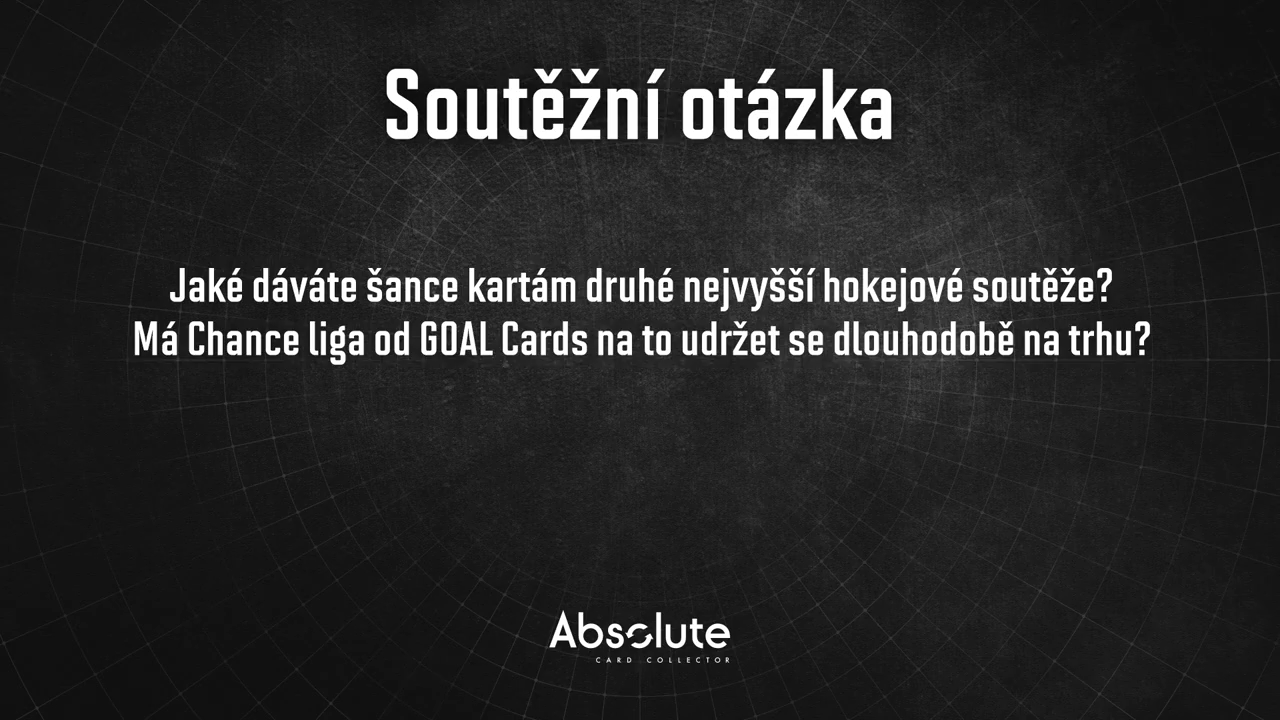 Soutěžní otázka
Jaké dáváte šance kartám druhé nejvyšší hokejové soutěže?
Má Chance liga od GOAL Cards na to udržet se dlouhodobě na trhu?
Absolute
CARD COLLECTOR